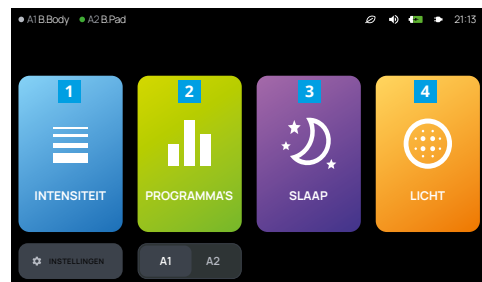 A1 B.Body A2 B.Pad 21:13
1 2 3 4
INTENSITEIT PROGRAMMA'S SLAAP LICHT
INSTELLINGEN A1 A2